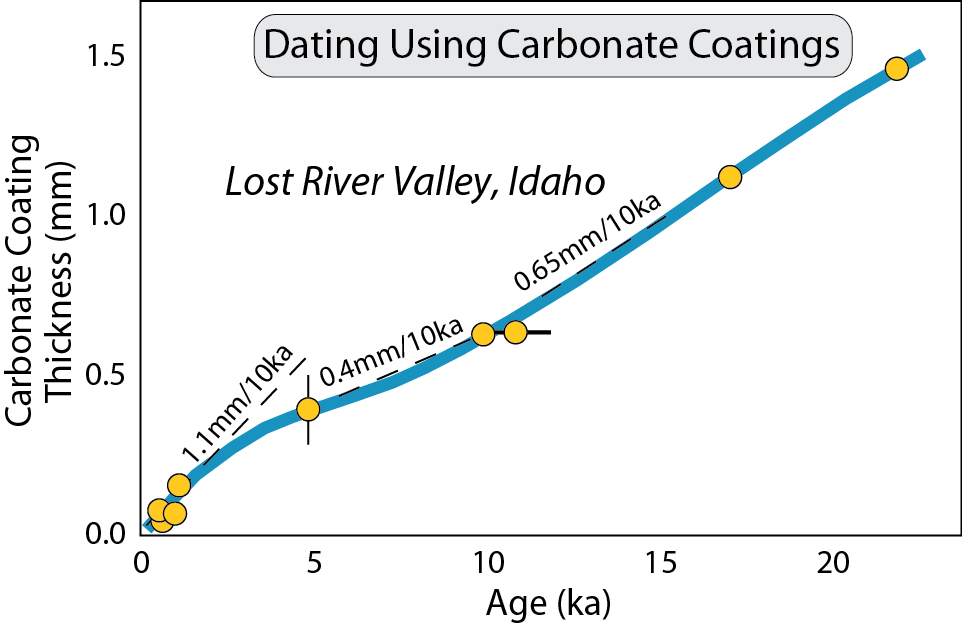 Dating Using Carbonate Coatings
Lost River Valley, Idaho
Carbonate Coating
Thickness (mm)
1.5
1.0
0.5
0.0
1.1mm/10ka
0.4mm/10ka
0.65mm/10ka
0
5
10
15
20
Age (ka)